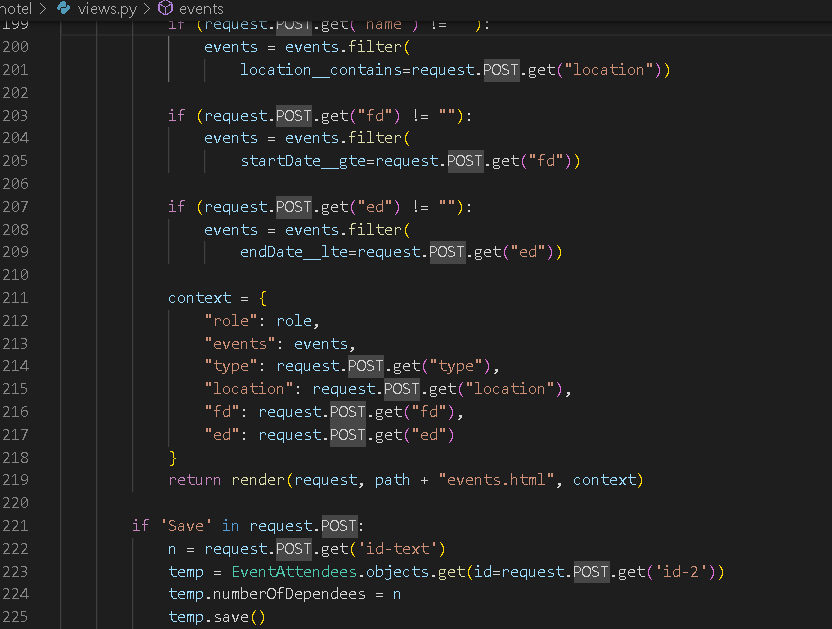 hotel > views.py > events
199 if (request.POST.get("name") != ""):
200 events = events.filter(
201 location__contains=request.POST.get("location"))
202
203 if (request.POST.get("fd") != ""):
204 events = events.filter(
205 startDate__gte=request.POST.get("fd"))
206
207 if (request.POST.get("ed") != ""):
208 events = events.filter(
209 endDate__lte=request.POST.get("ed"))
210
211 context = {
212 "role": role,
213 "events": events,
214 "type": request.POST.get("type"),
215 "location": request.POST.get("location"),
216 "fd": request.POST.get("fd"),
217 "ed": request.POST.get("ed")
218 }
219 return render(request, path + "events.html", context)
220
221 if 'Save' in request.POST:
222 n = request.POST.get('id-text')
223 temp = EventAttendees.objects.get(id=request.POST.get('id-2'))
224 temp.numberOfDependees = n
225 temp.save()